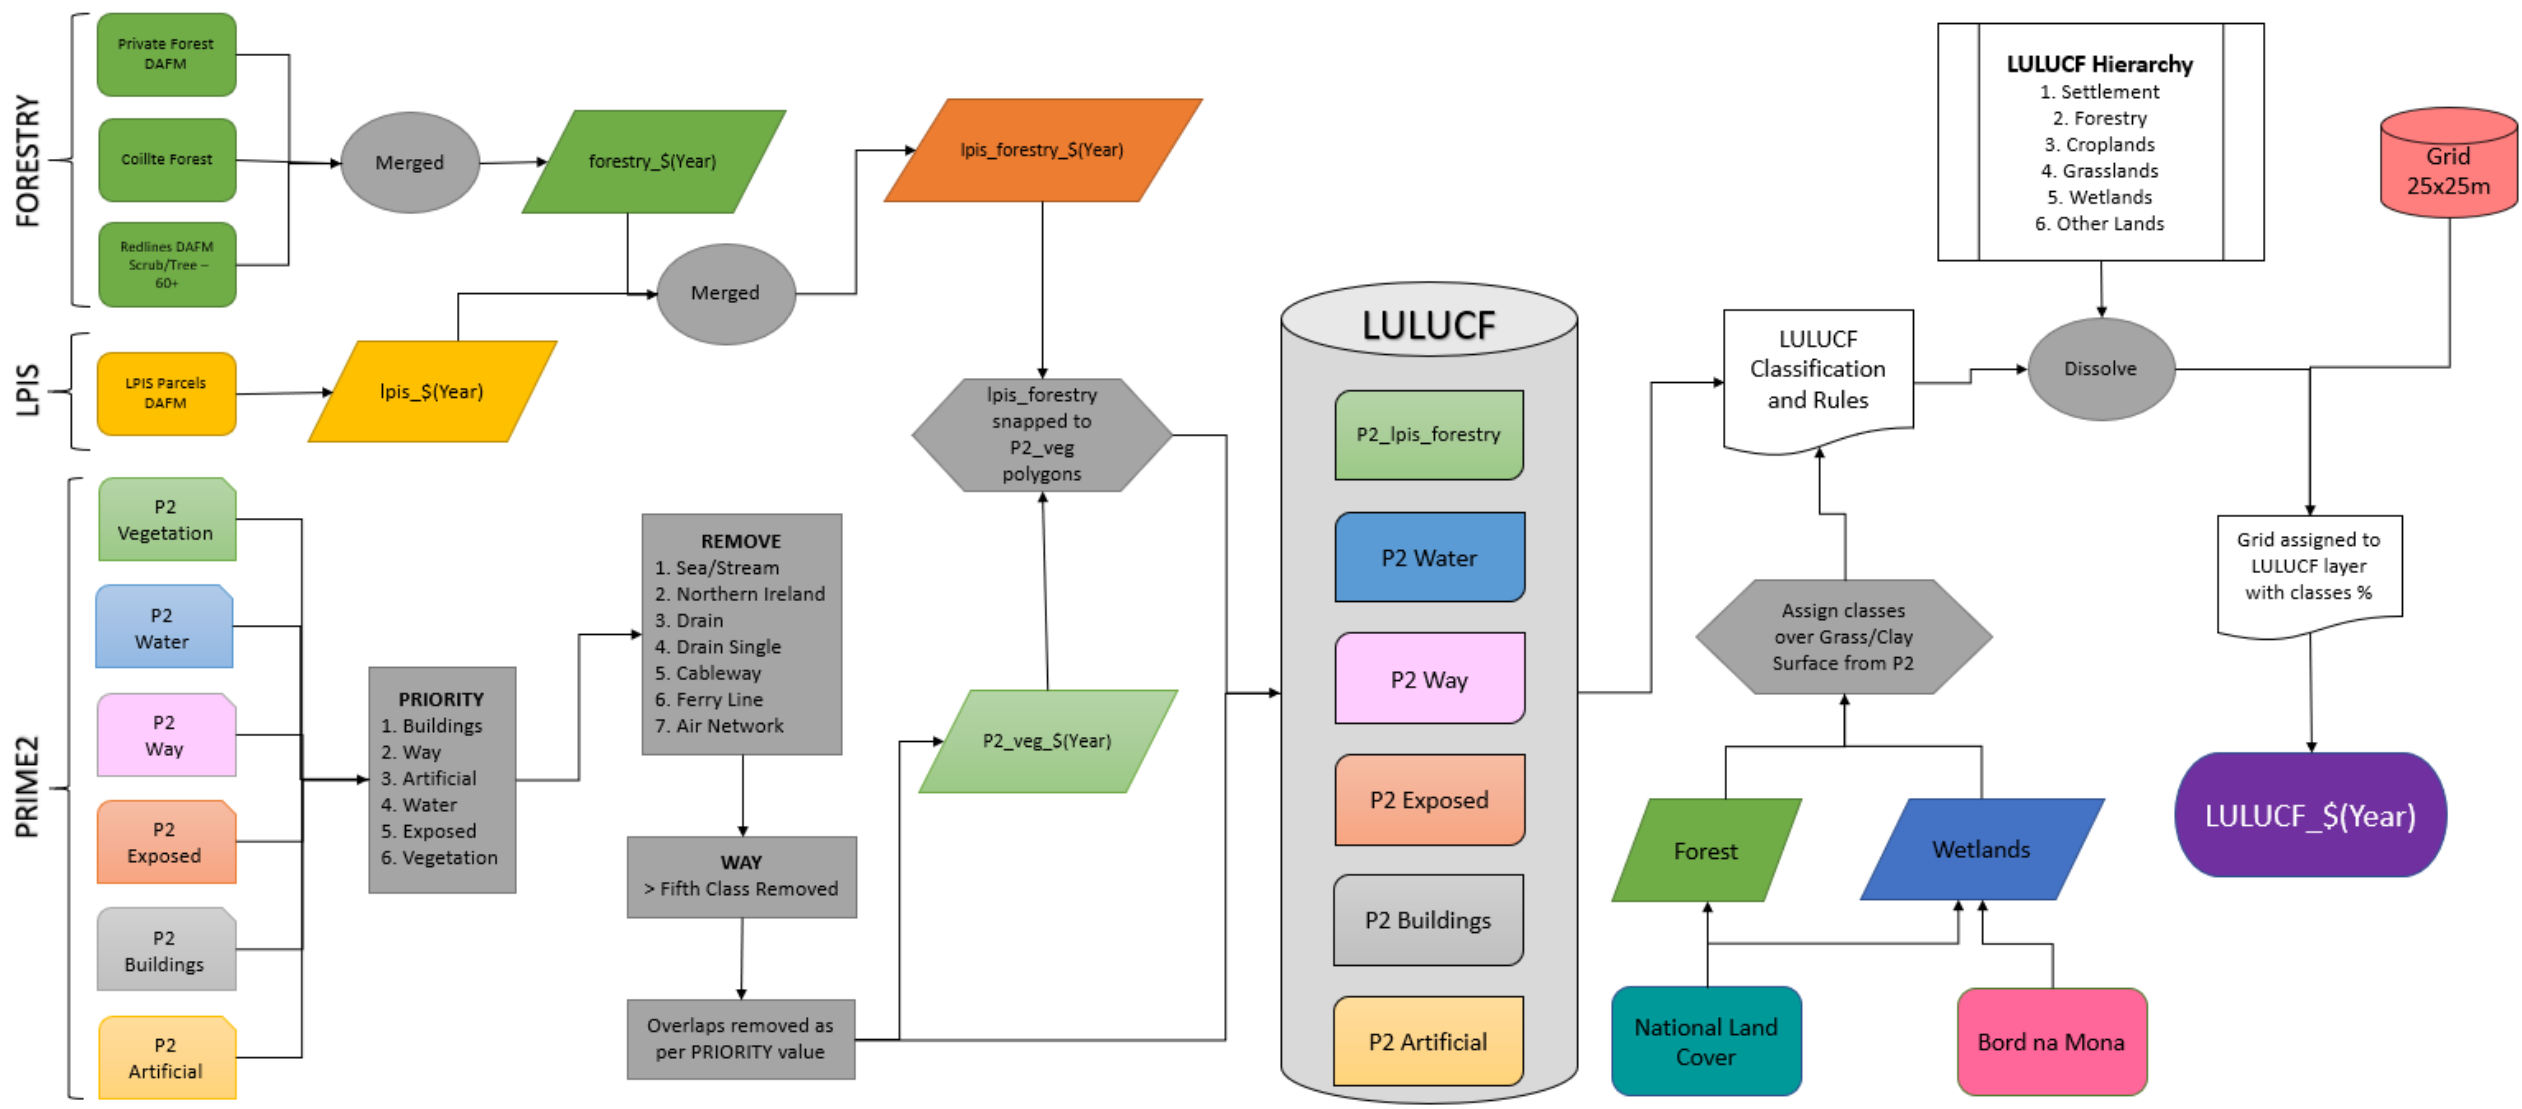 FORESTRY
Private Forest
DAFM
Coillte Forest
Redlines DAFM
Scrub/Tree –
60+
Merged
forestry_$(Year)
Merged
lpis_forestry_$(Year)
LPIS
LPIS Parcels
DAFM
lpis_$(Year)
lpis_forestry
snapped to
P2_veg
polygons
PRIME2
P2
Vegetation
P2
Water
P2
Way
P2
Exposed
P2
Buildings
P2
Artificial
PRIORITY
1. Buildings
2. Way
3. Artificial
4. Water
5. Exposed
6. Vegetation
REMOVE
1. Sea/Stream
2. Northern Ireland
3. Drain
4. Drain Single
5. Cableway
6. Ferry Line
7. Air Network
WAY
> Fifth Class Removed
Overlaps removed as
per PRIORITY value
P2_veg_$(Year)
LULUCF
P2_lpis_forestry
P2 Water
P2 Way
P2 Exposed
P2 Buildings
P2 Artificial
LULUCF
Classification
and Rules
Assign classes
over Grass/Clay
Surface from P2
Forest
Wetlands
National Land
Cover
Bord na Mona
LULUCF Hierarchy
1. Settlement
2. Forestry
3. Croplands
4. Grasslands
5. Wetlands
6. Other Lands
Dissolve
Grid
25x25m
Grid assigned to
LULUCF layer
with classes %
LULUCF_$(Year)